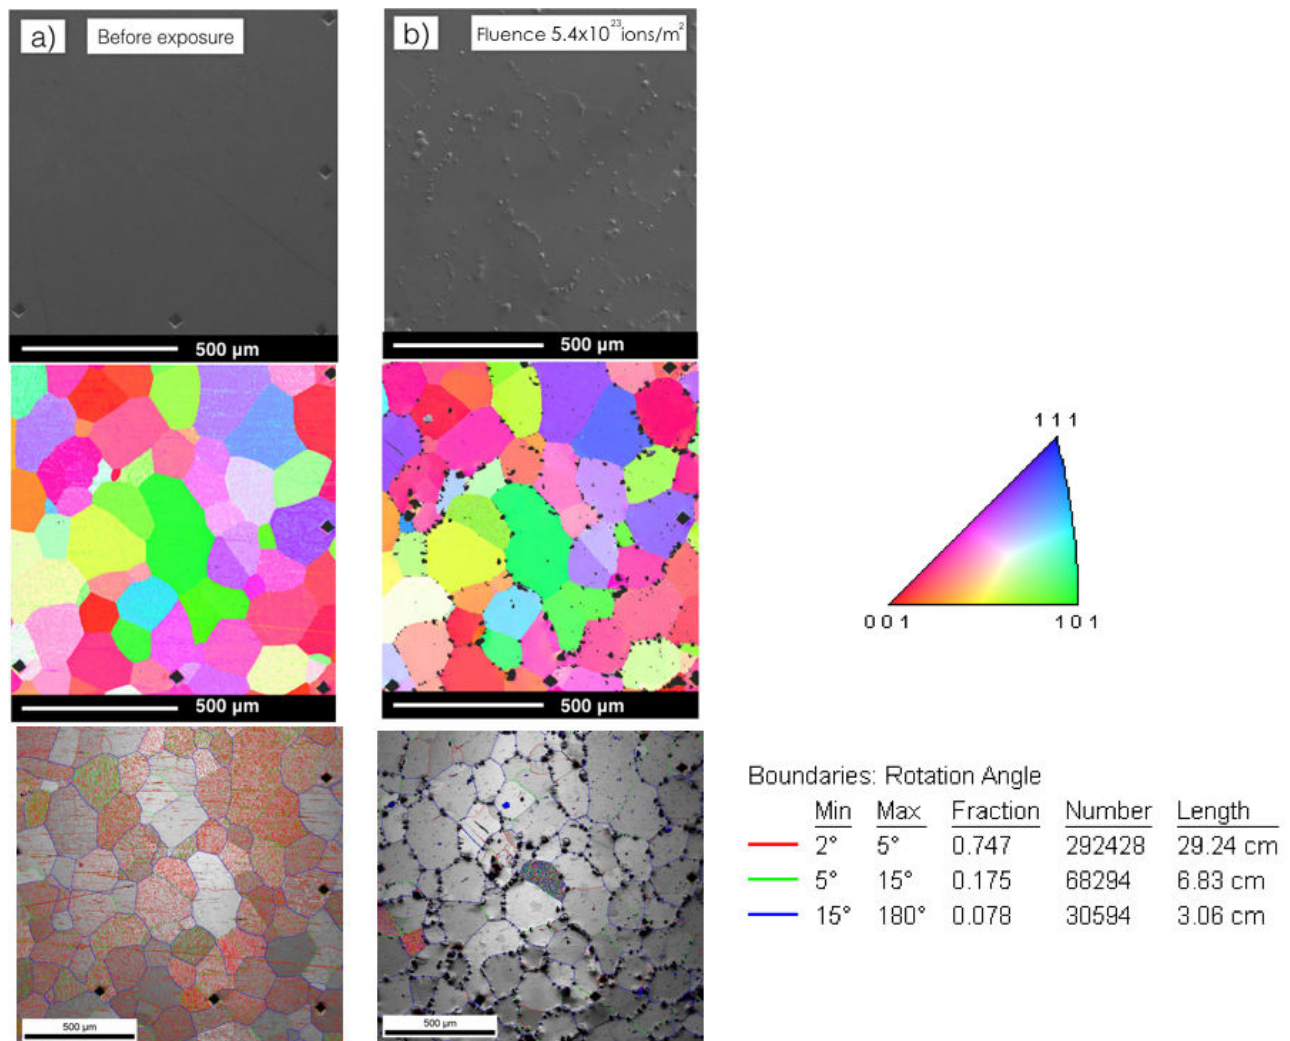 a)
Before exposure
b)
Fluence 5.4x10²³ions/m²
500 µm
500 µm
500 µm
500 µm
1 1 1
0 0 1
1 0 1
500 µm
500 µm
Boundaries: Rotation Angle
Min Max Fraction Number Length
2° 5° 0.747 292428 29.24 cm
5° 15° 0.175 68294 6.83 cm
15° 180° 0.078 30594 3.06 cm